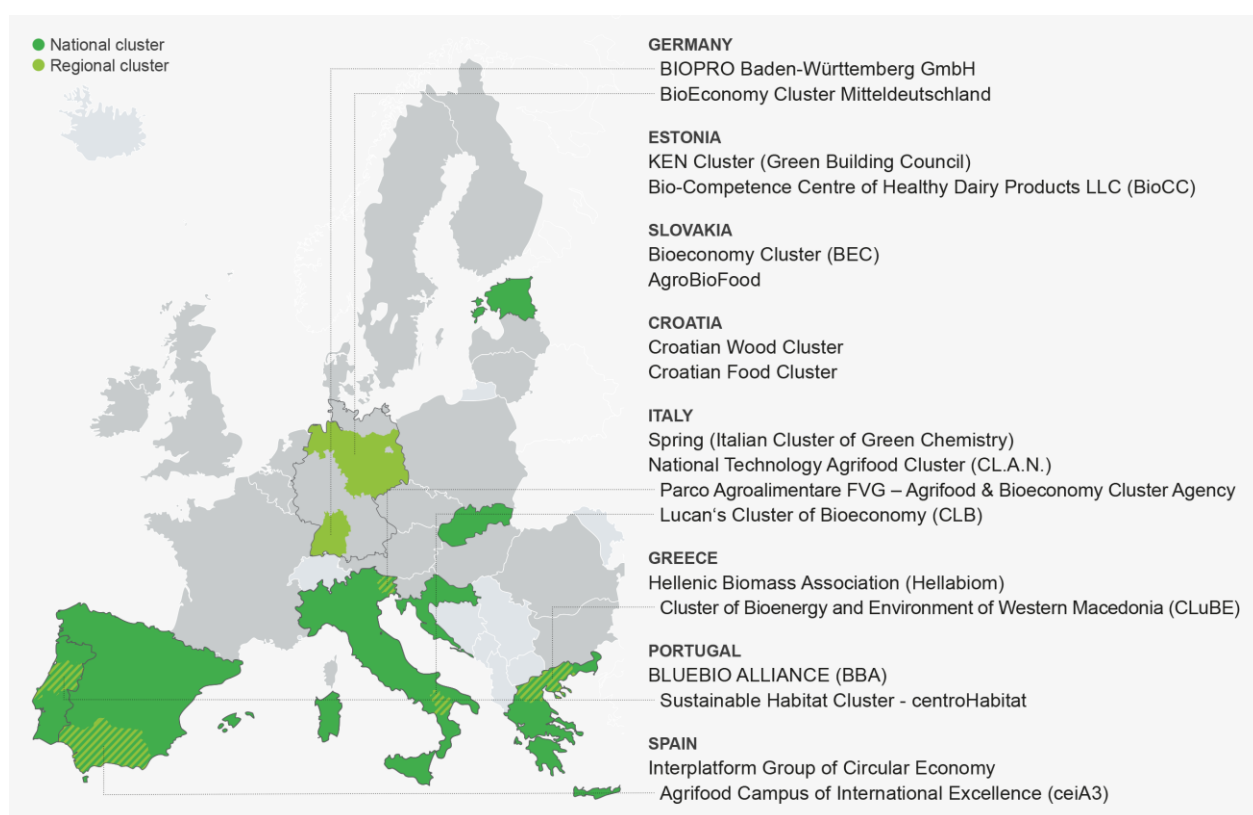 National cluster
Regional cluster
GERMANY
BIOPRO Baden-Württemberg GmbH
BioEconomy Cluster Mitteldeutschland
ESTONIA
KEN Cluster (Green Building Council)
Bio-Competence Centre of Healthy Dairy Products LLC (BioCC)
SLOVAKIA
Bioeconomy Cluster (BEC)
AgroBioFood
CROATIA
Croatian Wood Cluster
Croatian Food Cluster
ITALY
Spring (Italian Cluster of Green Chemistry)
National Technology Agrifood Cluster (CL.A.N.)
Parco Agroalimentare FVG – Agrifood & Bioeconomy Cluster Agency
Lucan‘s Cluster of Bioeconomy (CLB)
GREECE
Hellenic Biomass Association (Hellabiom)
Cluster of Bioenergy and Environment of Western Macedonia (CLuBE)
PORTUGAL
BLUEBIO ALLIANCE (BBA)
Sustainable Habitat Cluster - centroHabitat
SPAIN
Interplatform Group of Circular Economy
Agrifood Campus of International Excellence (ceiA3)